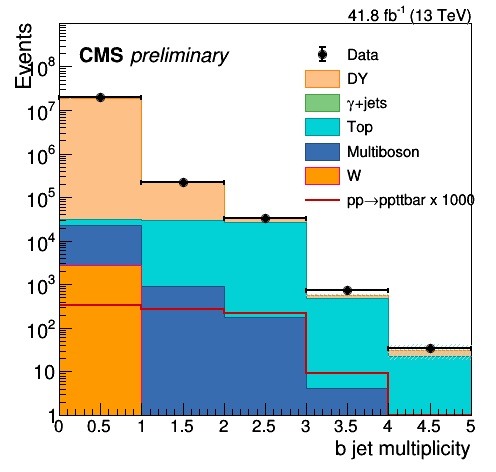 41.8 fb⁻¹ (13 TeV)
Events
CMS preliminary
Data
DY
γ+jets
Top
Multiboson
W
pp→ppttbar x 1000
10⁸
10⁷
10⁶
10⁵
10⁴
10³
10²
10
1
0 0.5 1 1.5 2 2.5 3 3.5 4 4.5 5
b jet multiplicity